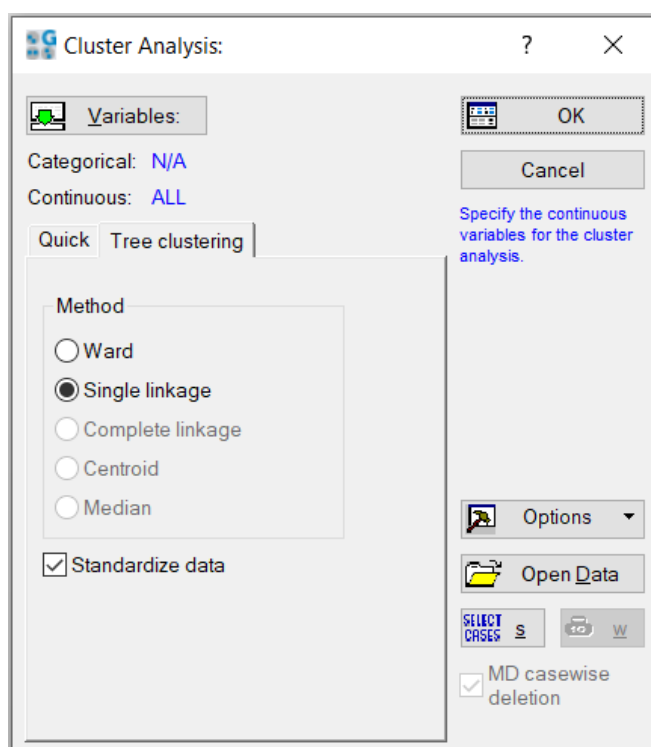 Cluster Analysis:
Variables:
OK
Categorical: N/A
Cancel
Continuous: ALL
Specify the continuous
variables for the cluster
analysis.
Quick Tree clustering
Method
Ward
Single linkage
Complete linkage
Centroid
Median
Standardize data
Options
Open Data
SELECT
CASES S
W
MD casewise
deletion